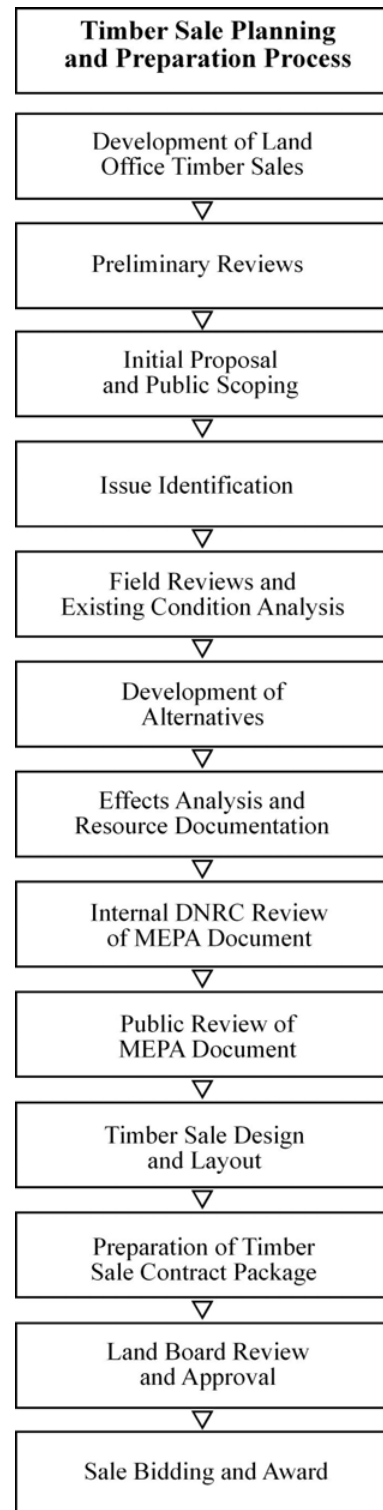 Timber Sale Planning
and Preparation Process
Development of Land
Office Timber Sales
Preliminary Reviews
Initial Proposal
and Public Scoping
Issue Identification
Field Reviews and
Existing Condition Analysis
Development of
Alternatives
Effects Analysis and
Resource Documentation
Internal DNRC Review
of MEPA Document
Public Review of
MEPA Document
Timber Sale Design
and Layout
Preparation of Timber
Sale Contract Package
Land Board Review
and Approval
Sale Bidding and Award